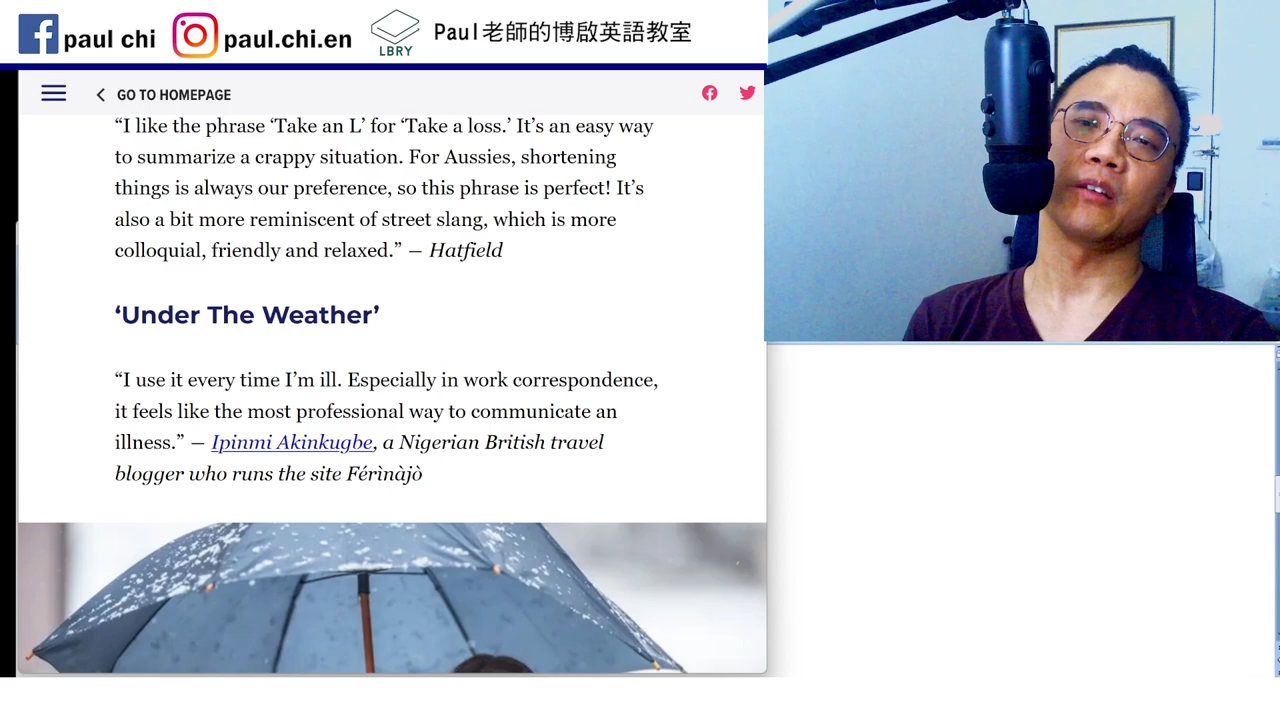 paul chi
paul.chi.en
LBRY
Paul老師的博啟英語教室
GO TO HOMEPAGE
“I like the phrase ‘Take an L’ for ‘Take a loss.’ It’s an easy way
to summarize a crappy situation. For Aussies, shortening
things is always our preference, so this phrase is perfect! It’s
also a bit more reminiscent of street slang, which is more
colloquial, friendly and relaxed.” — Hatfield
‘Under The Weather’
“I use it every time I’m ill. Especially in work correspondence,
it feels like the most professional way to communicate an
illness.” — Ipinmi Akinkugbe, a Nigerian British travel
blogger who runs the site Férìnàjò